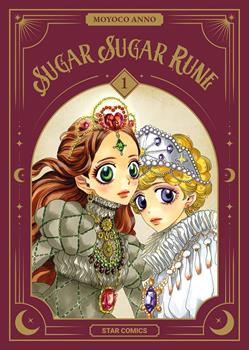 MOYOCO ANNO
SUGAR SUGAR RUNE
1
STAR COMICS